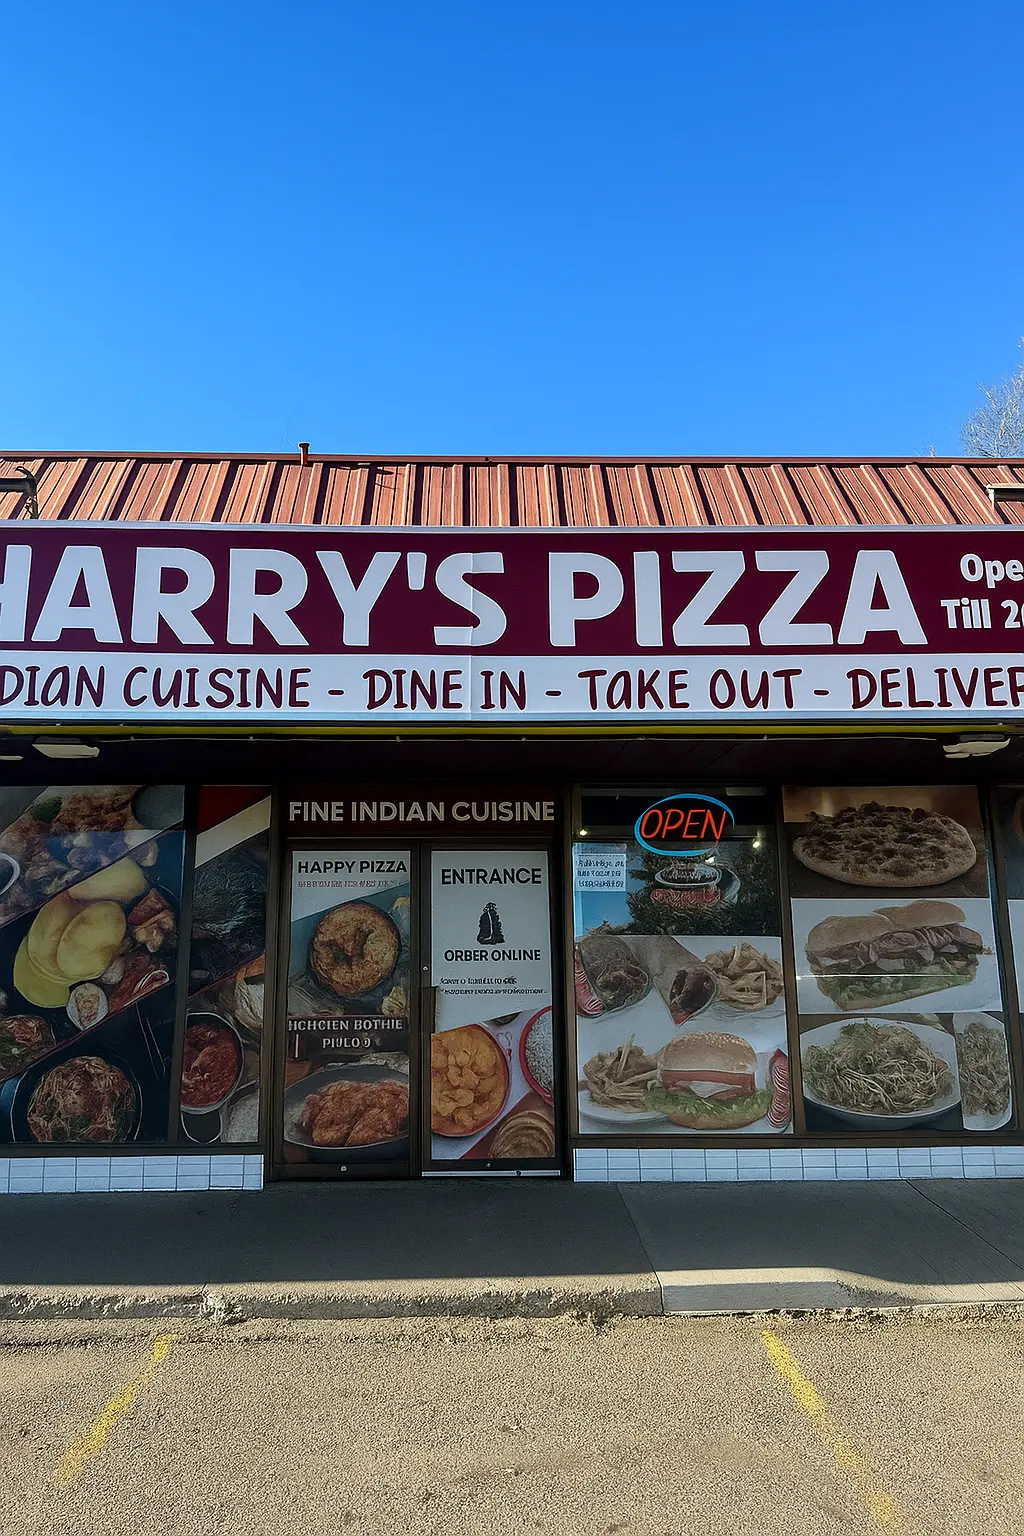 HARRY'S PIZZA
Ope
Till 2
DIAN CUISINE - DINE IN - TAKE OUT - DELIVER
FINE INDIAN CUISINE
OPEN
HAPPY PIZZA
ENTRANCE
ORBER ONLINE
HCHCIEN BOTHIE
PIULO